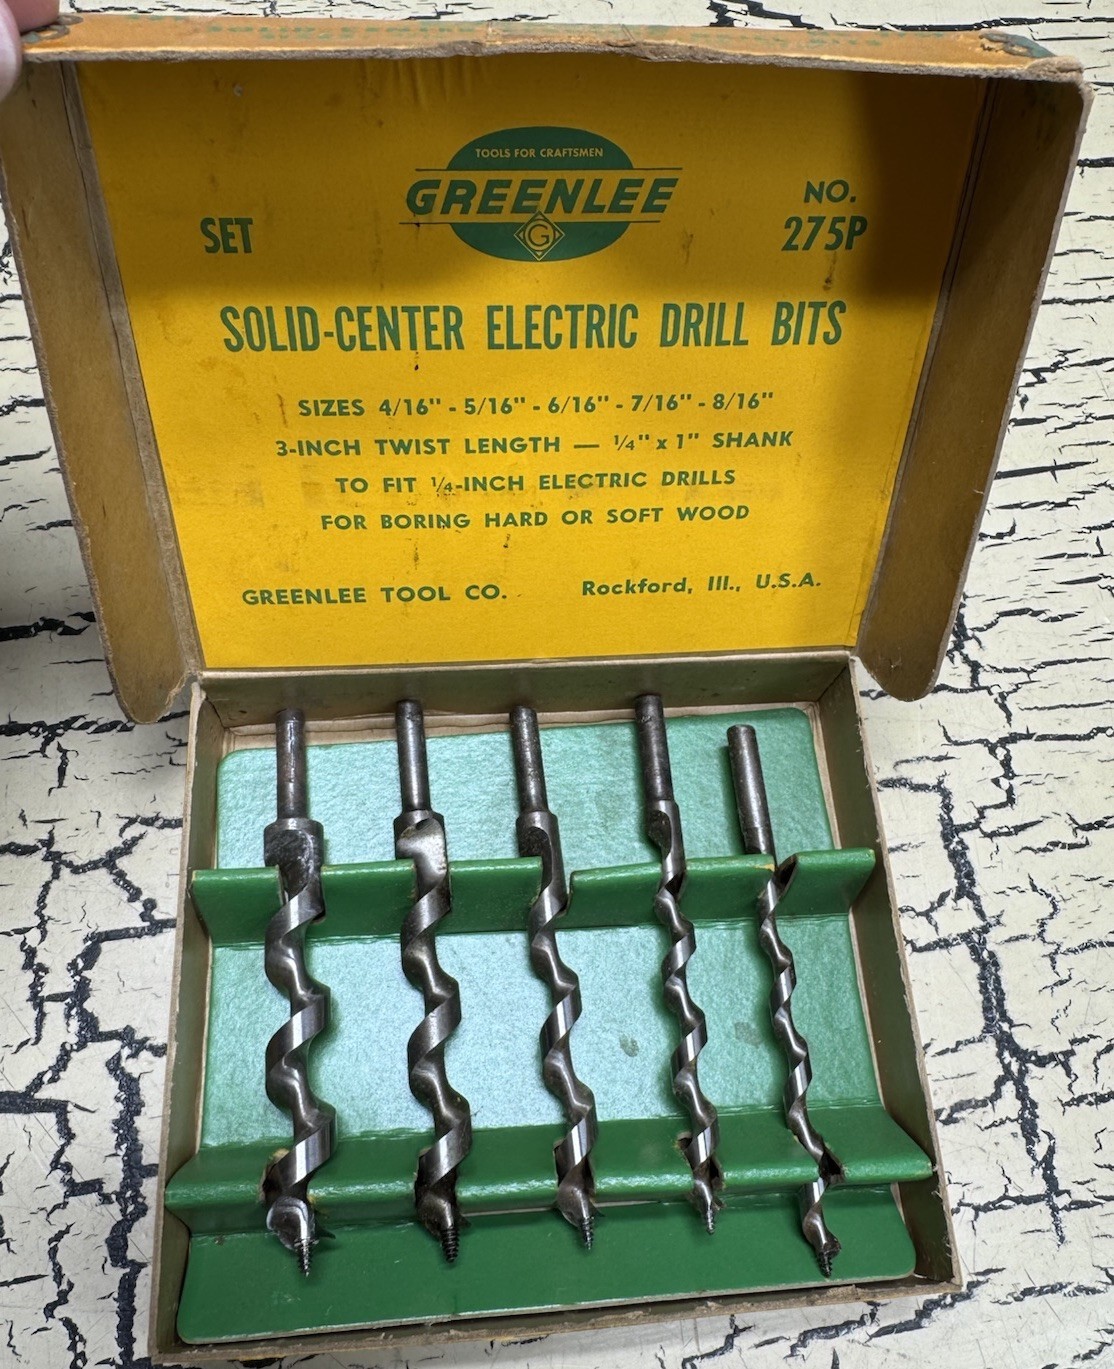 TOOLS FOR CRAFTSMEN
GREENLEE
G
SET
NO.
275P
SOLID-CENTER ELECTRIC DRILL BITS
SIZES 4/16" - 5/16" - 6/16" - 7/16" - 8/16"
3-INCH TWIST LENGTH — 1/4" x 1" SHANK
TO FIT 1/4-INCH ELECTRIC DRILLS
FOR BORING HARD OR SOFT WOOD
GREENLEE TOOL CO. Rockford, Ill., U.S.A.